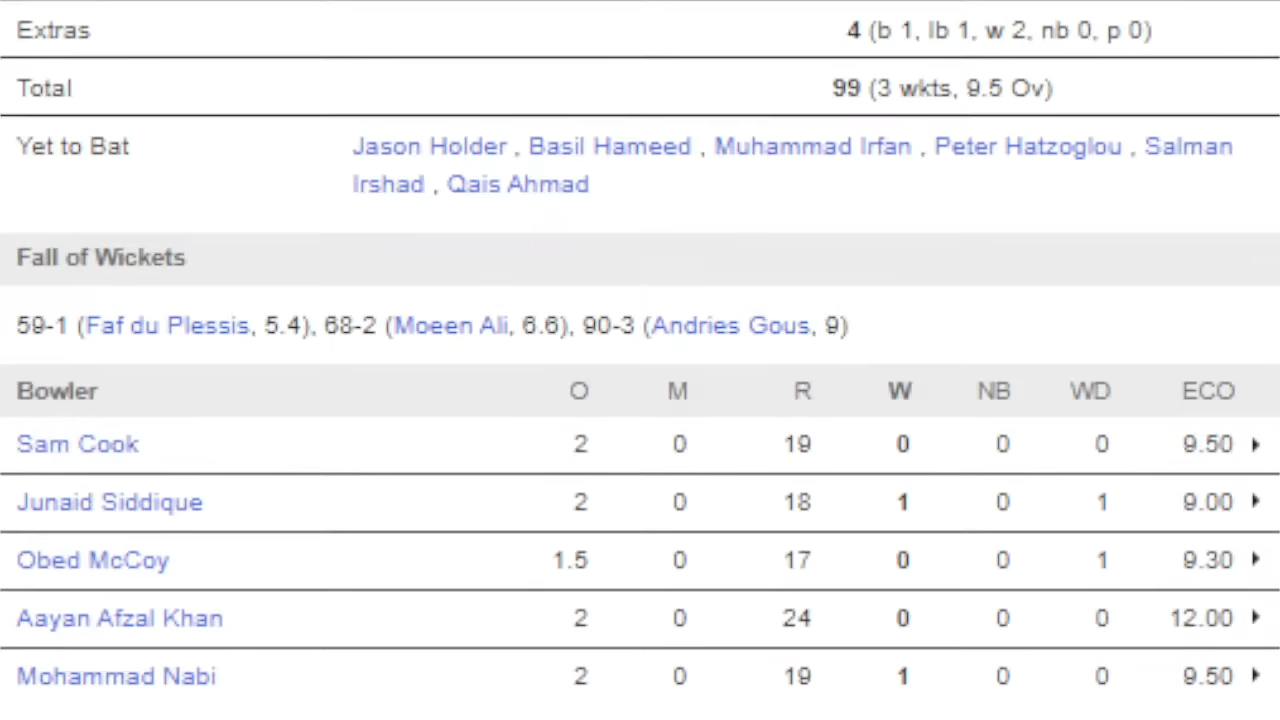 Extras 4 (b 1, lb 1, w 2, nb 0, p 0)
Total 99 (3 wkts, 9.5 Ov)
Yet to Bat Jason Holder , Basil Hameed , Muhammad Irfan , Peter Hatzoglou , Salman
Irshad , Qais Ahmad
Fall of Wickets
59-1 (Faf du Plessis, 5.4), 68-2 (Moeen Ali, 6.6), 90-3 (Andries Gous, 9)
Bowler O M R W NB WD ECO
Sam Cook 2 0 19 0 0 0 9.50
Junaid Siddique 2 0 18 1 0 1 9.00
Obed McCoy 1.5 0 17 0 0 1 9.30
Aayan Afzal Khan 2 0 24 0 0 0 12.00
Mohammad Nabi 2 0 19 1 0 0 9.50